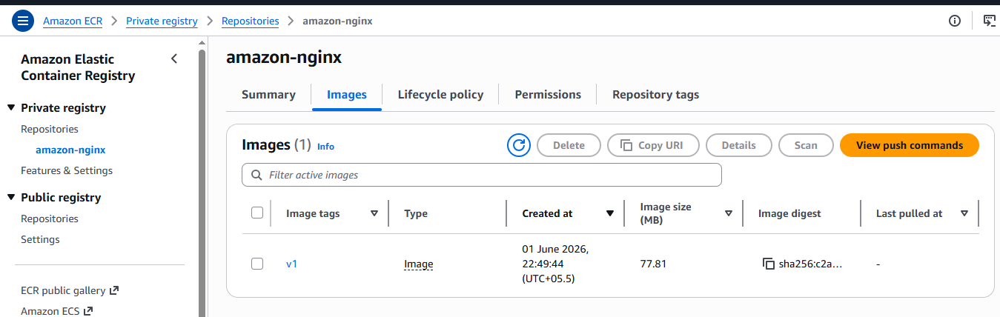 Amazon ECR > Private registry > Repositories > amazon-nginx
Amazon Elastic
Container Registry
Private registry
Repositories
amazon-nginx
Features & Settings
Public registry
Repositories
Settings
ECR public gallery
Amazon ECS
amazon-nginx
Summary Images Lifecycle policy Permissions Repository tags
Images (1) Info Delete Copy URI Details Scan View push commands
Filter active images
Image tags Type Created at Image size
(MB) Image digest Last pulled at
v1 Image 01 June 2026,
22:49:44
(UTC+05.5) 77.81 sha256:c2a... -